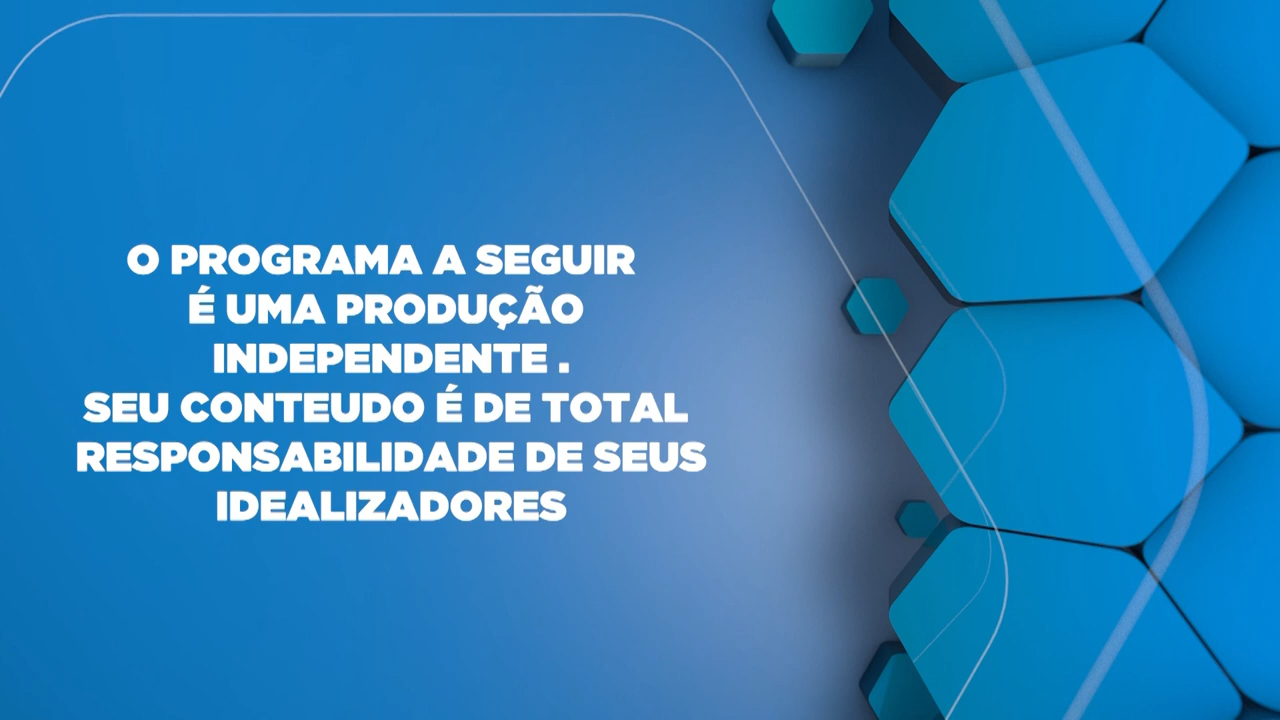 O PROGRAMA A SEGUIR
É UMA PRODUÇÃO
INDEPENDENTE .
SEU CONTEUDO É DE TOTAL
RESPONSABILIDADE DE SEUS
IDEALIZADORES